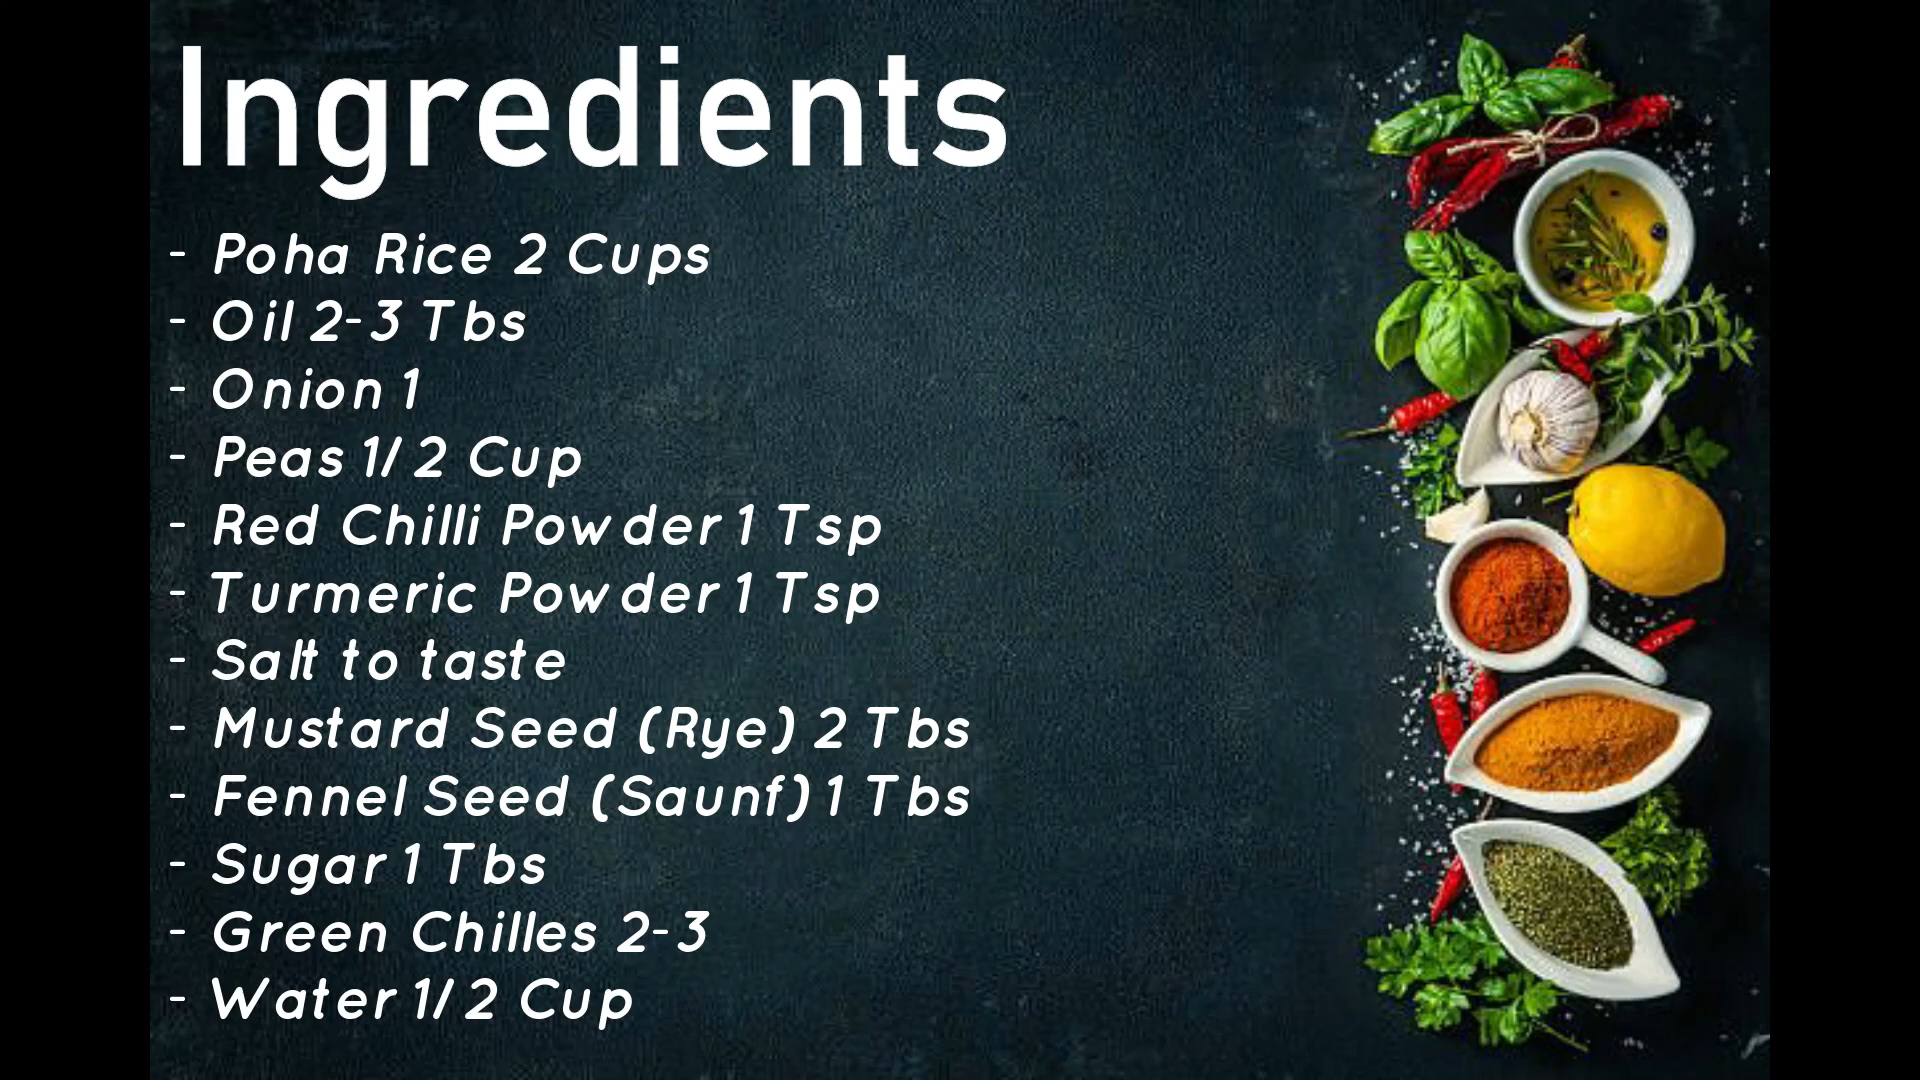 Ingredients
- Poha Rice 2 Cups
- Oil 2-3 Tbs
- Onion 1
- Peas 1/2 Cup
- Red Chilli Powder 1 Tsp
- Turmeric Powder 1 Tsp
- Salt to taste
- Mustard Seed (Rye) 2 Tbs
- Fennel Seed (Saunf) 1 Tbs
- Sugar 1 Tbs
- Green Chilles 2-3
- Water 1/2 Cup